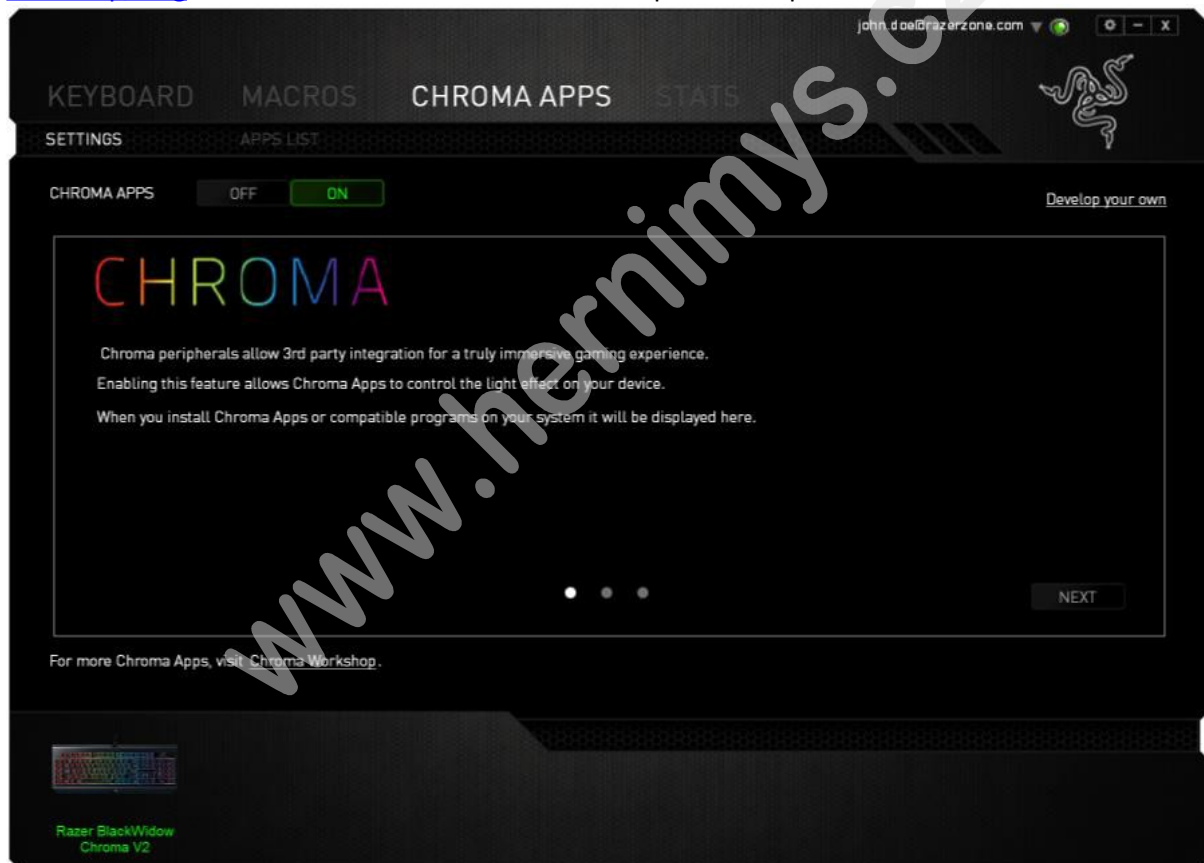 john.doe@razerzone.com
KEYBOARD MACROS CHROMA APPS STATS
SETTINGS APPS LIST
CHROMA APPS OFF ON
Develop your own
CHROMA
Chroma peripherals allow 3rd party integration for a truly immersive gaming experience.
Enabling this feature allows Chroma Apps to control the light effect on your device.
When you install Chroma Apps or compatible programs on your system it will be displayed here.
NEXT
For more Chroma Apps, visit Chroma Workshop.
Razer BlackWidow
Chroma V2
www.hernimys.cz